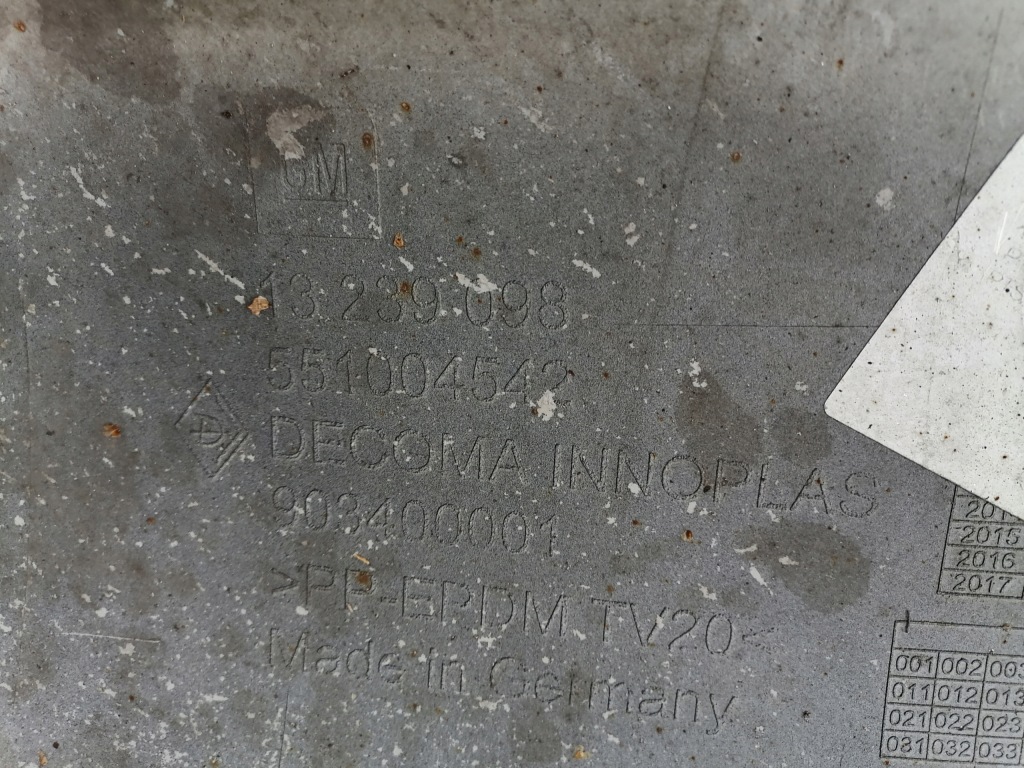 GM
13 239 098
551004542
D
DECOMA INNOPLAS
903400001
>PP-EPDM TV20<
Made in Germany
2015
2016
2017
001 002 003
011 012 013
021 022 023
031 032 033